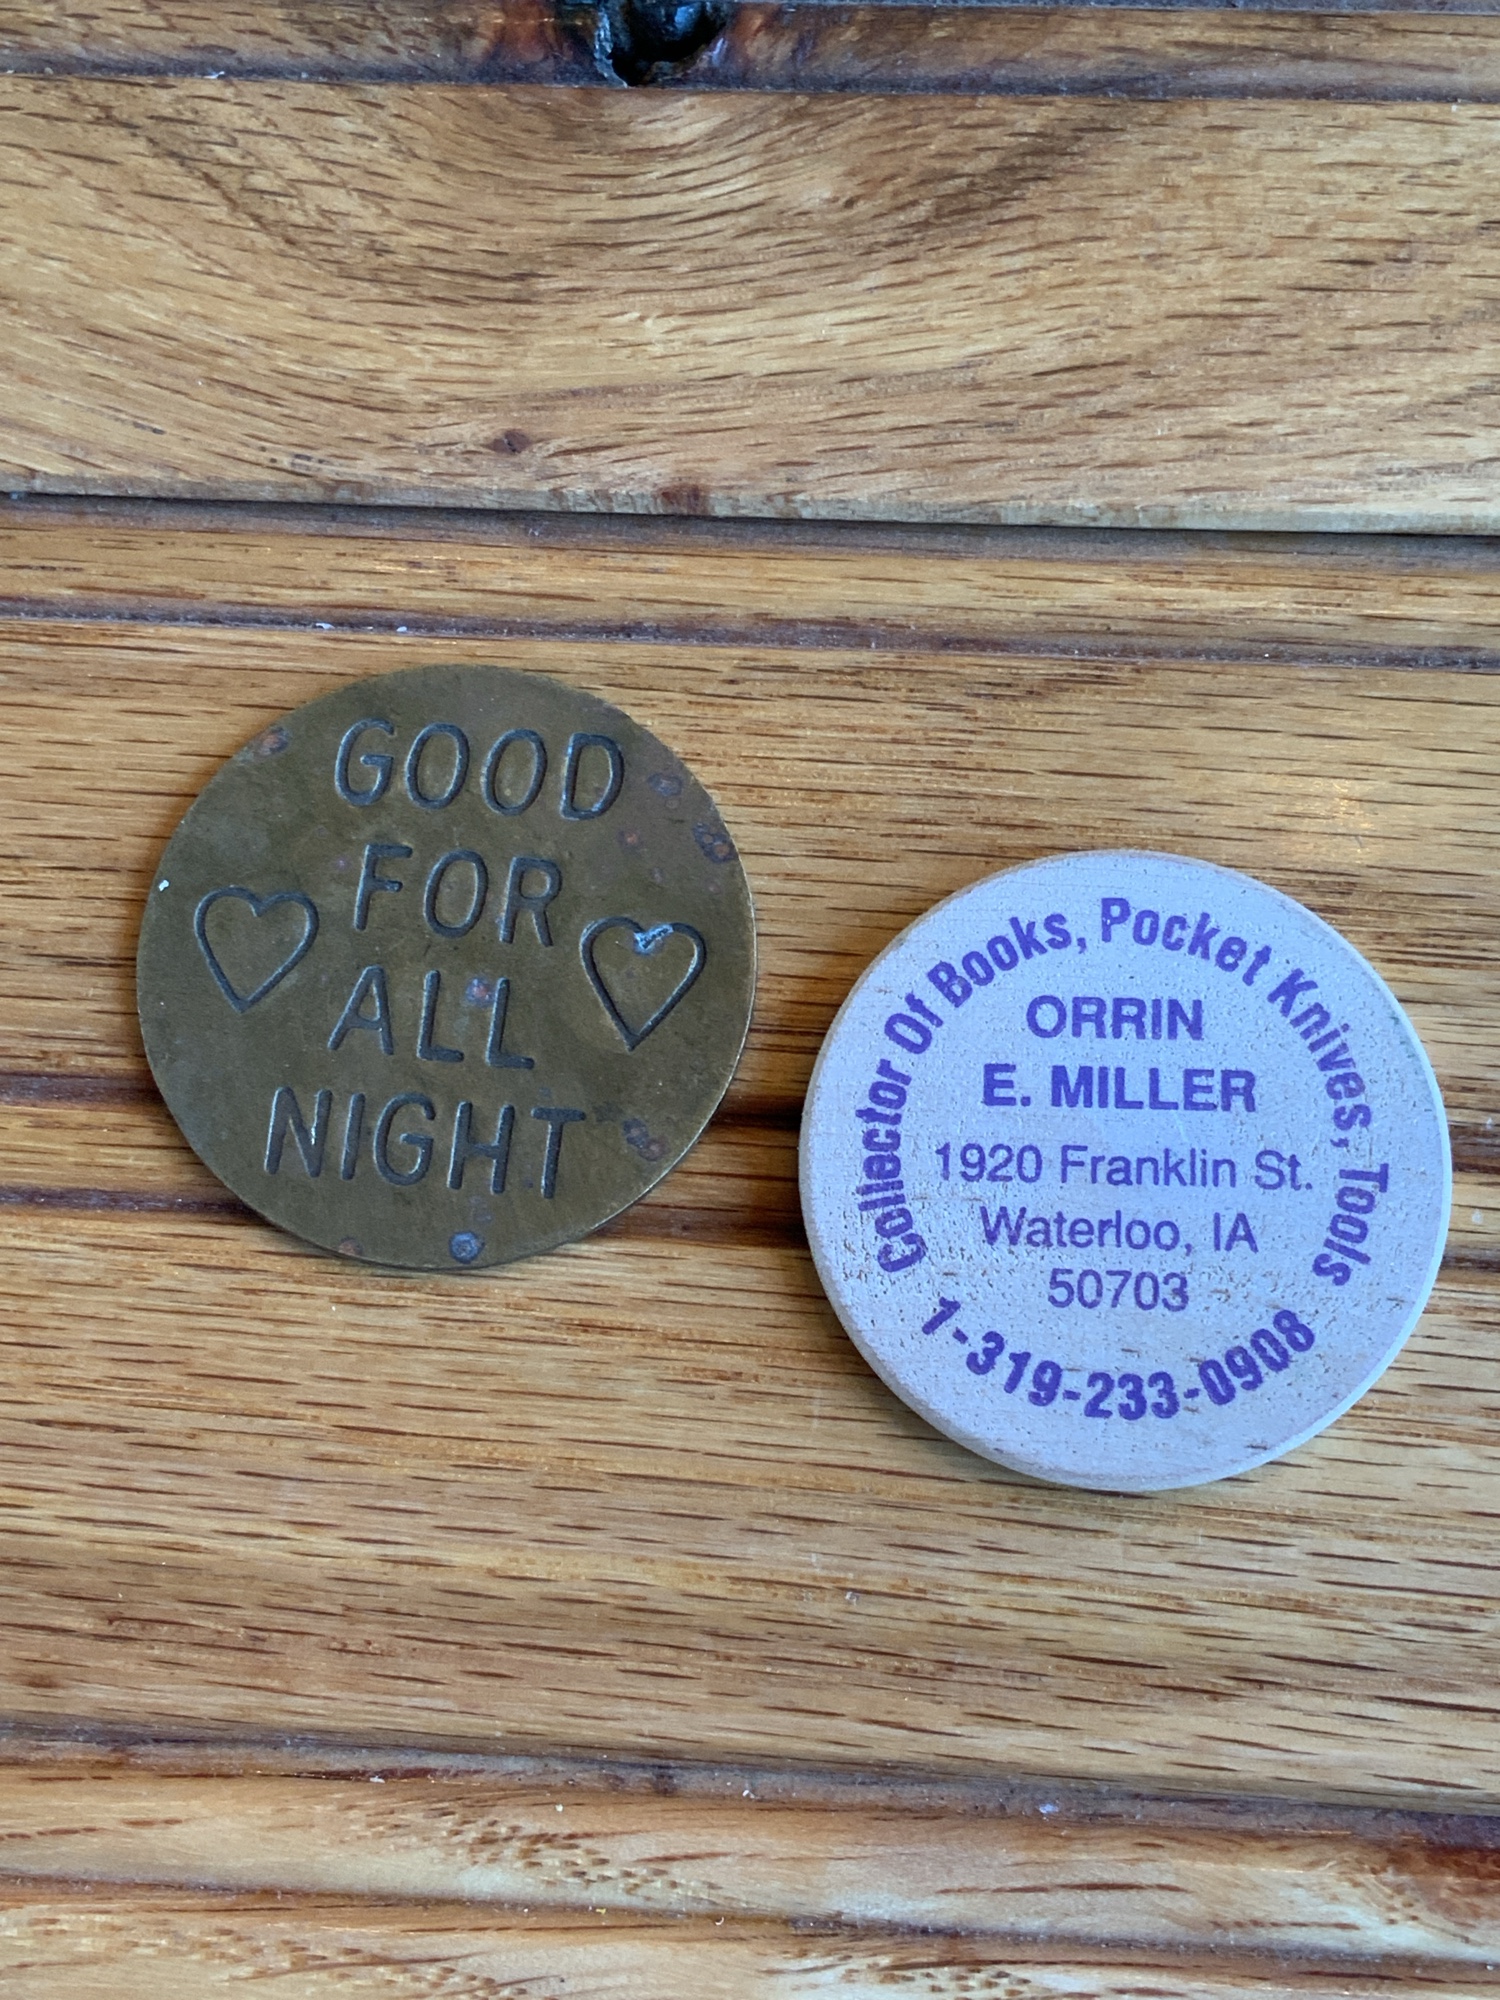 GOOD
FOR
ALL
NIGHT
Collector Of Books, Pocket Knives, Tools
ORRIN
E. MILLER
1920 Franklin St.
Waterloo, IA
50703
1-319-233-0908